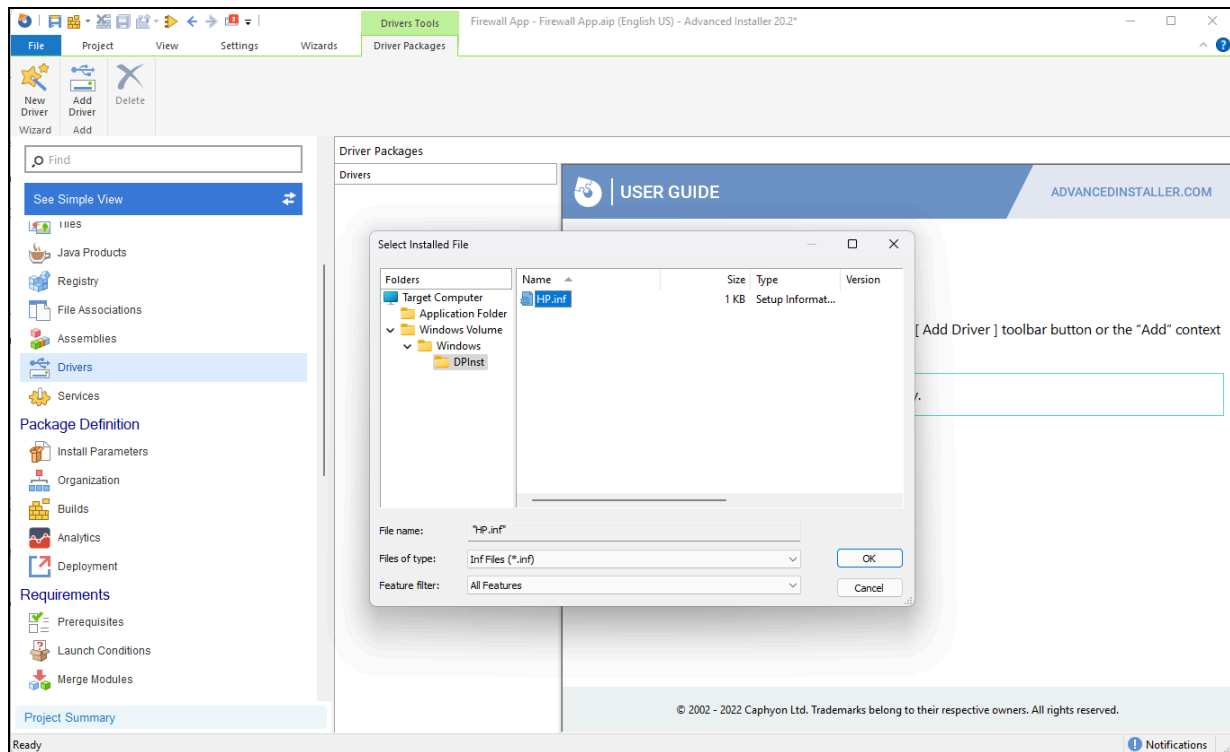 Drivers Tools
Firewall App - Firewall App.aip (English US) - Advanced Installer 20.2*
File
Project
View
Settings
Wizards
Driver Packages
New Driver
Add Driver
Delete
Wizard
Add
Find
See Simple View
Tiles
Java Products
Registry
File Associations
Assemblies
Drivers
Services
Package Definition
Install Parameters
Organization
Builds
Analytics
Deployment
Requirements
Prerequisites
Launch Conditions
Merge Modules
Project Summary
Ready
Driver Packages
Drivers
USER GUIDE
ADVANCEDINSTALLER.COM
[ Add Driver ] toolbar button or the “Add” context
y.
Select Installed File
Folders
Target Computer
Application Folder
Windows Volume
Windows
DPInst
Name
Size
Type
Version
HP.inf
1 KB
Setup Informat...
File name:
"HP.inf"
Files of type:
Inf Files (*.inf)
OK
Feature filter:
All Features
Cancel
© 2002 - 2022 Caphyon Ltd. Trademarks belong to their respective owners. All rights reserved.
Notifications